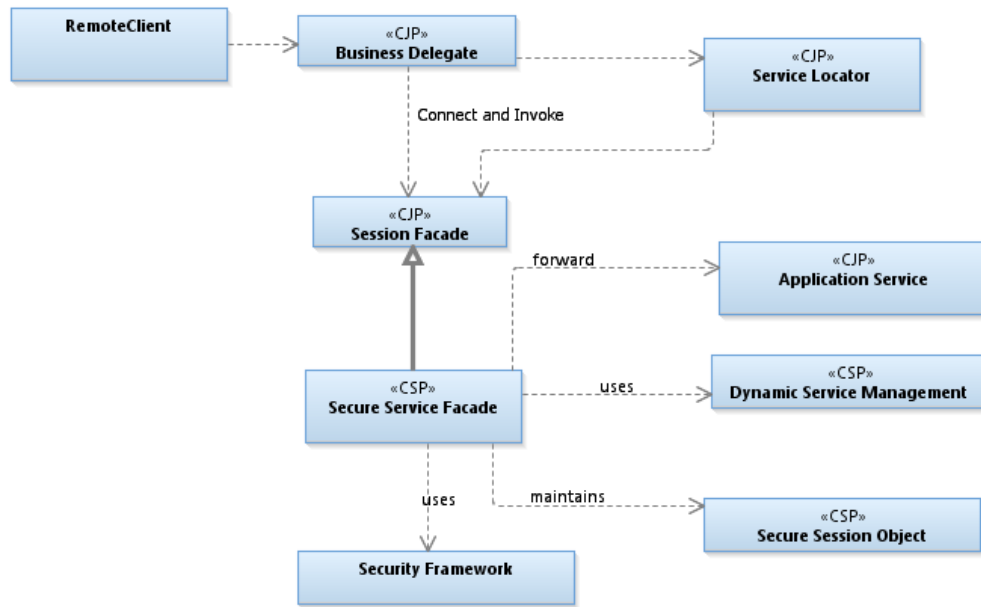 RemoteClient
«CJP»
Business Delegate
«CJP»
Service Locator
Connect and Invoke
«CJP»
Session Facade
forward
«CJP»
Application Service
«CSP»
Secure Service Facade
uses
«CSP»
Dynamic Service Management
uses
maintains
«CSP»
Secure Session Object
Security Framework